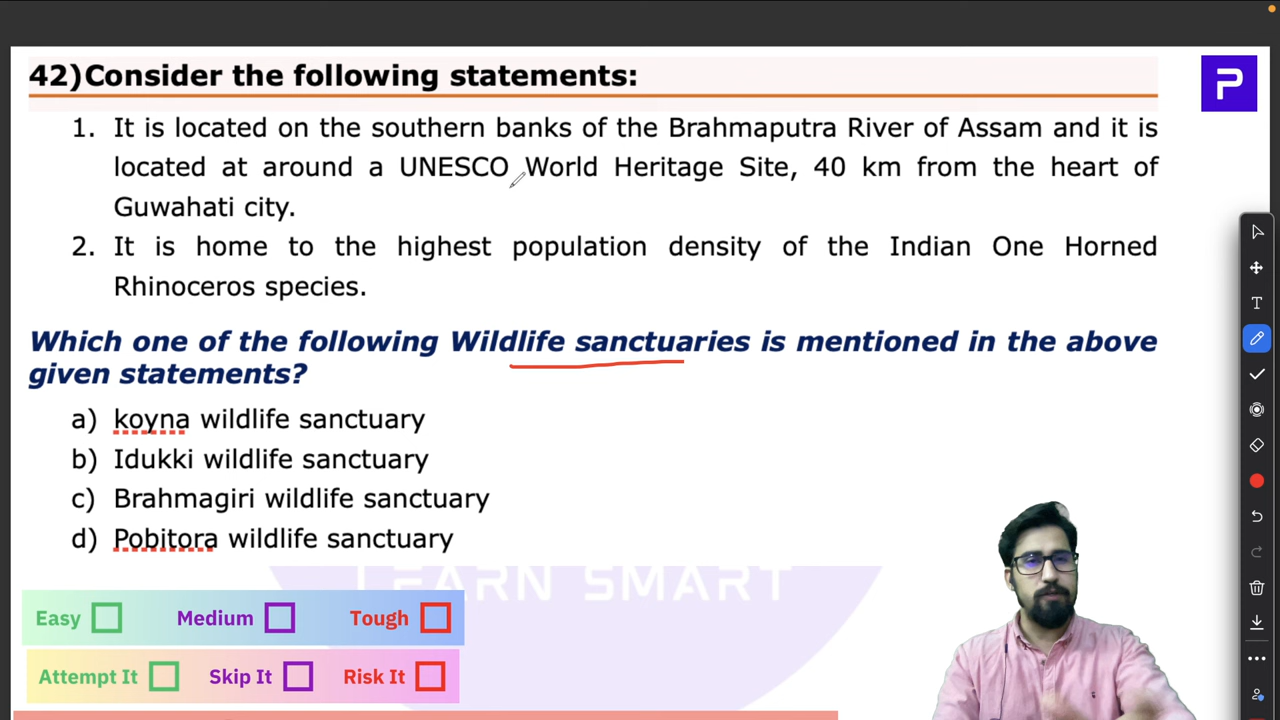 42)Consider the following statements:
1. It is located on the southern banks of the Brahmaputra River of Assam and it is
located at around a UNESCO World Heritage Site, 40 km from the heart of
Guwahati city.
2. It is home to the highest population density of the Indian One Horned
Rhinoceros species.
Which one of the following Wildlife sanctuaries is mentioned in the above
given statements?
a) koyna wildlife sanctuary
b) Idukki wildlife sanctuary
c) Brahmagiri wildlife sanctuary
d) Pobitora wildlife sanctuary
LEARN SMART
Easy Medium Tough
Attempt It Skip It Risk It
P
T